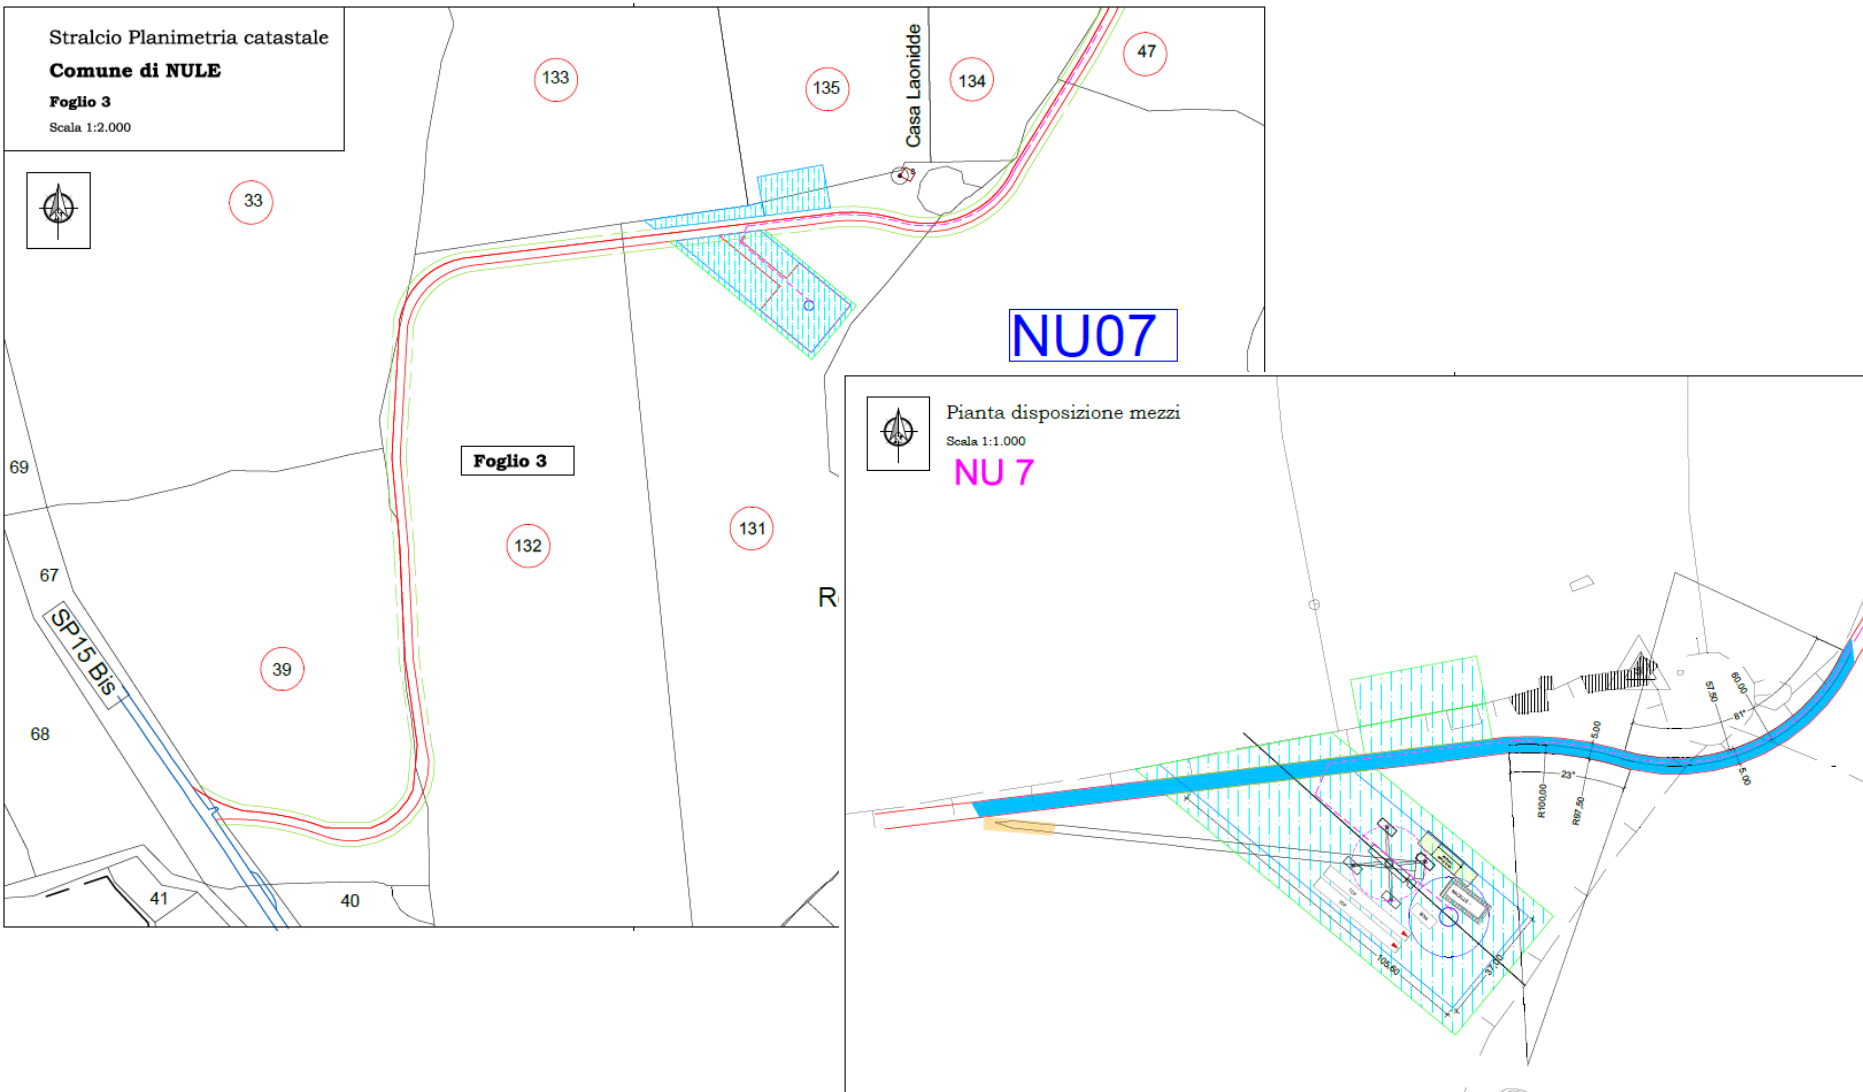 Stralcio Planimetria catastale
Comune di NULE
Foglio 3
Scala 1:2.000
133
135
Casa Laonidde
134
47
33
NU07
69
Foglio 3
132
131
67
SP15 Bis
39
68
41
40
Pianta disposizione mezzi
Scala 1:1.000
NU 7
57,50
60,00
81°
5,00
5,00
23°
R100,00
R97,50
TOP
105,60
37,00